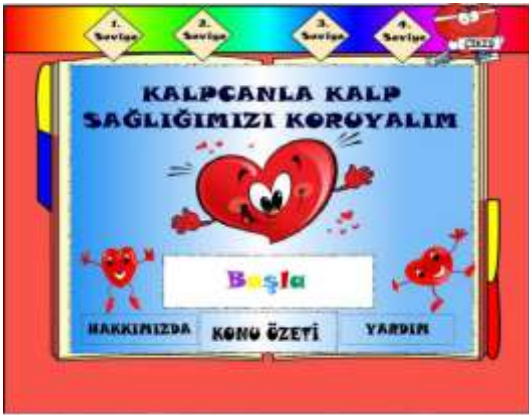 1.
Seviye
2.
Seviye
3.
Seviye
4.
Seviye
KALPCANLA KALP
SAĞLIĞIMIZI KORUYALIM
Başla
HAKKIMIZDA
KONU ÖZETİ
YARDIM